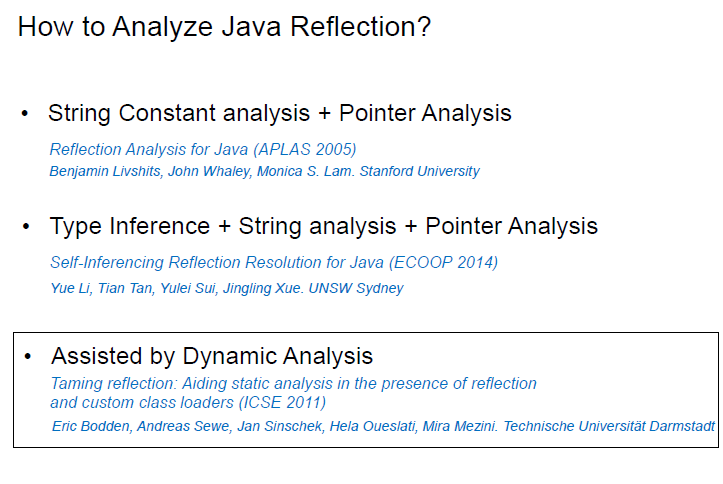 How to Analyze Java Reflection?
• String Constant analysis + Pointer Analysis
Reflection Analysis for Java (APLAS 2005)
Benjamin Livshits, John Whaley, Monica S. Lam. Stanford University
• Type Inference + String analysis + Pointer Analysis
Self-Inferencing Reflection Resolution for Java (ECOOP 2014)
Yue Li, Tian Tan, Yulei Sui, Jingling Xue. UNSW Sydney
• Assisted by Dynamic Analysis
Taming reflection: Aiding static analysis in the presence of reflection
and custom class loaders (ICSE 2011)
Eric Bodden, Andreas Sewe, Jan Sinschek, Hela Oueslati, Mira Mezini. Technische Universität Darmstadt